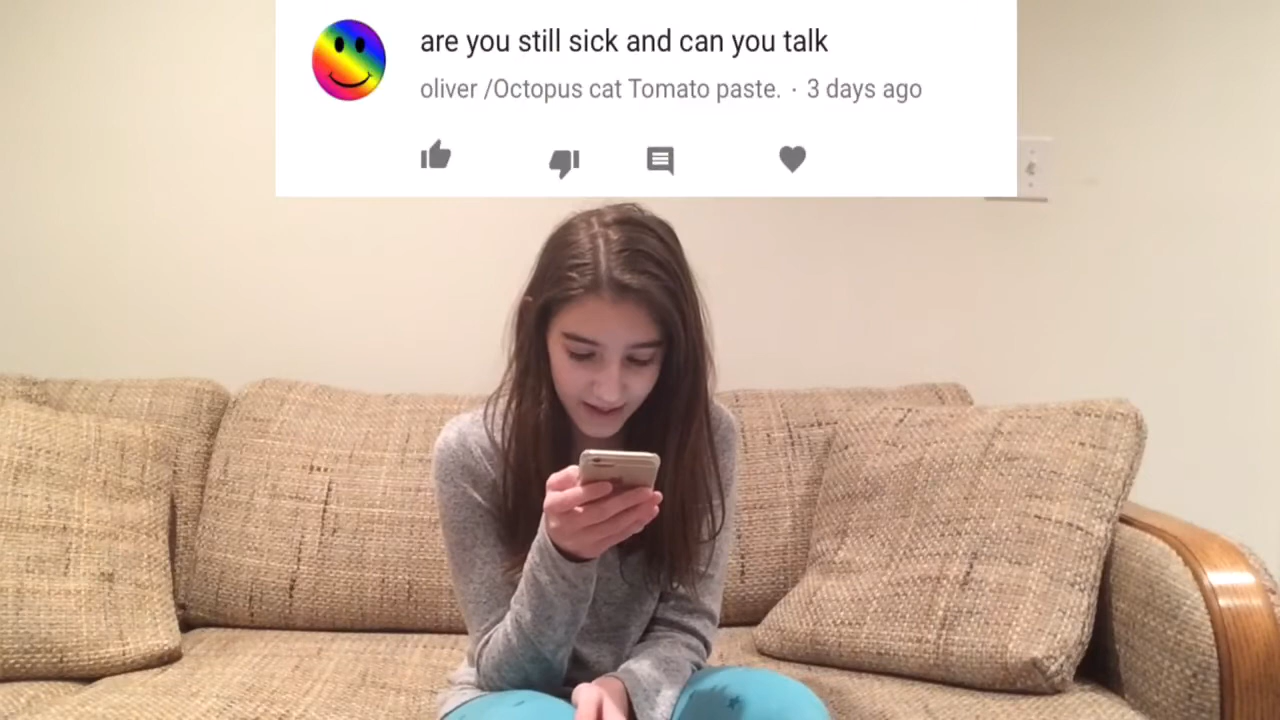 are you still sick and can you talk
oliver /Octopus cat Tomato paste. · 3 days ago